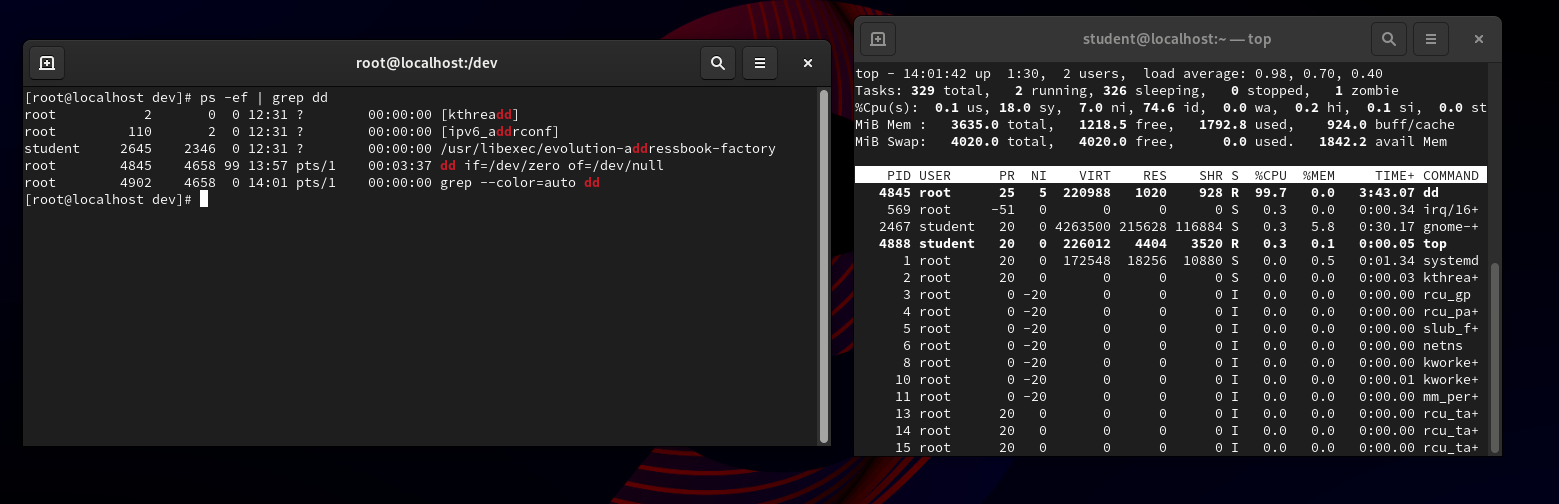 root@localhost:/dev
[root@localhost dev]# ps -ef | grep dd
root           2       0  0 12:31 ?        00:00:00 [kthreadd]
root         110       2  0 12:31 ?        00:00:00 [ipv6_addrconf]
student     2645    2346  0 12:31 ?        00:00:00 /usr/libexec/evolution-addressbook-factory
root        4845    4658 99 13:57 pts/1    00:03:37 dd if=/dev/zero of=/dev/null
root        4902    4658  0 14:01 pts/1    00:00:00 grep --color=auto dd
[root@localhost dev]#
student@localhost:~ — top
top - 14:01:42 up  1:30,  2 users,  load average: 0.98, 0.70, 0.40
Tasks: 329 total,   2 running, 326 sleeping,   0 stopped,   1 zombie
%Cpu(s):  0.1 us, 18.0 sy,  7.0 ni, 74.6 id,  0.0 wa,  0.2 hi,  0.1 si,  0.0 st
MiB Mem :   3635.0 total,   1218.5 free,   1792.8 used,    924.0 buff/cache
MiB Swap:   4020.0 total,   4020.0 free,      0.0 used.   1842.2 avail Mem
PID USER      PR  NI    VIRT    RES    SHR S  %CPU  %MEM     TIME+ COMMAND
4845 root      25   5  220988   1020    928 R  99.7   0.0   3:43.07 dd
569 root     -51   0       0      0      0 S   0.3   0.0   0:00.34 irq/16+
2467 student   20   0 4263500 215628 116884 S   0.3   5.8   0:30.17 gnome-+
4888 student   20   0  226012   4404   3520 R   0.3   0.1   0:00.05 top
1 root      20   0  172548  18256  10880 S   0.0   0.5   0:01.34 systemd
2 root      20   0       0      0      0 S   0.0   0.0   0:00.03 kthrea+
3 root       0 -20       0      0      0 I   0.0   0.0   0:00.00 rcu_gp
4 root       0 -20       0      0      0 I   0.0   0.0   0:00.00 rcu_pa+
5 root       0 -20       0      0      0 I   0.0   0.0   0:00.00 slub_f+
6 root       0 -20       0      0      0 I   0.0   0.0   0:00.00 netns
8 root       0 -20       0      0      0 I   0.0   0.0   0:00.00 kworke+
10 root       0 -20       0      0      0 I   0.0   0.0   0:00.01 kworke+
11 root       0 -20       0      0      0 I   0.0   0.0   0:00.00 mm_per+
13 root      20   0       0      0      0 I   0.0   0.0   0:00.00 rcu_ta+
14 root      20   0       0      0      0 I   0.0   0.0   0:00.00 rcu_ta+
15 root      20   0       0      0      0 I   0.0   0.0   0:00.00 rcu_ta+